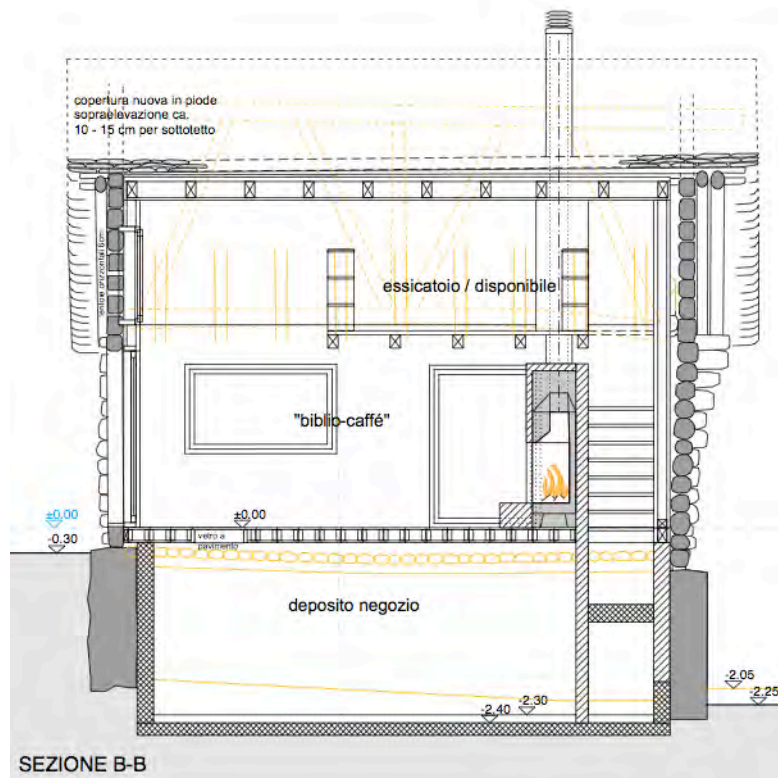 copertura nuova in piode
sopraelevazione ca.
10 - 15 cm per sottotetto
essicatoio / disponibile
"biblio-caffé"
±0.00
±0.00
-0.30
vetro a
pavimento
deposito negozio
-2.05
-2.25
-2.30
-2.40
SEZIONE B-B